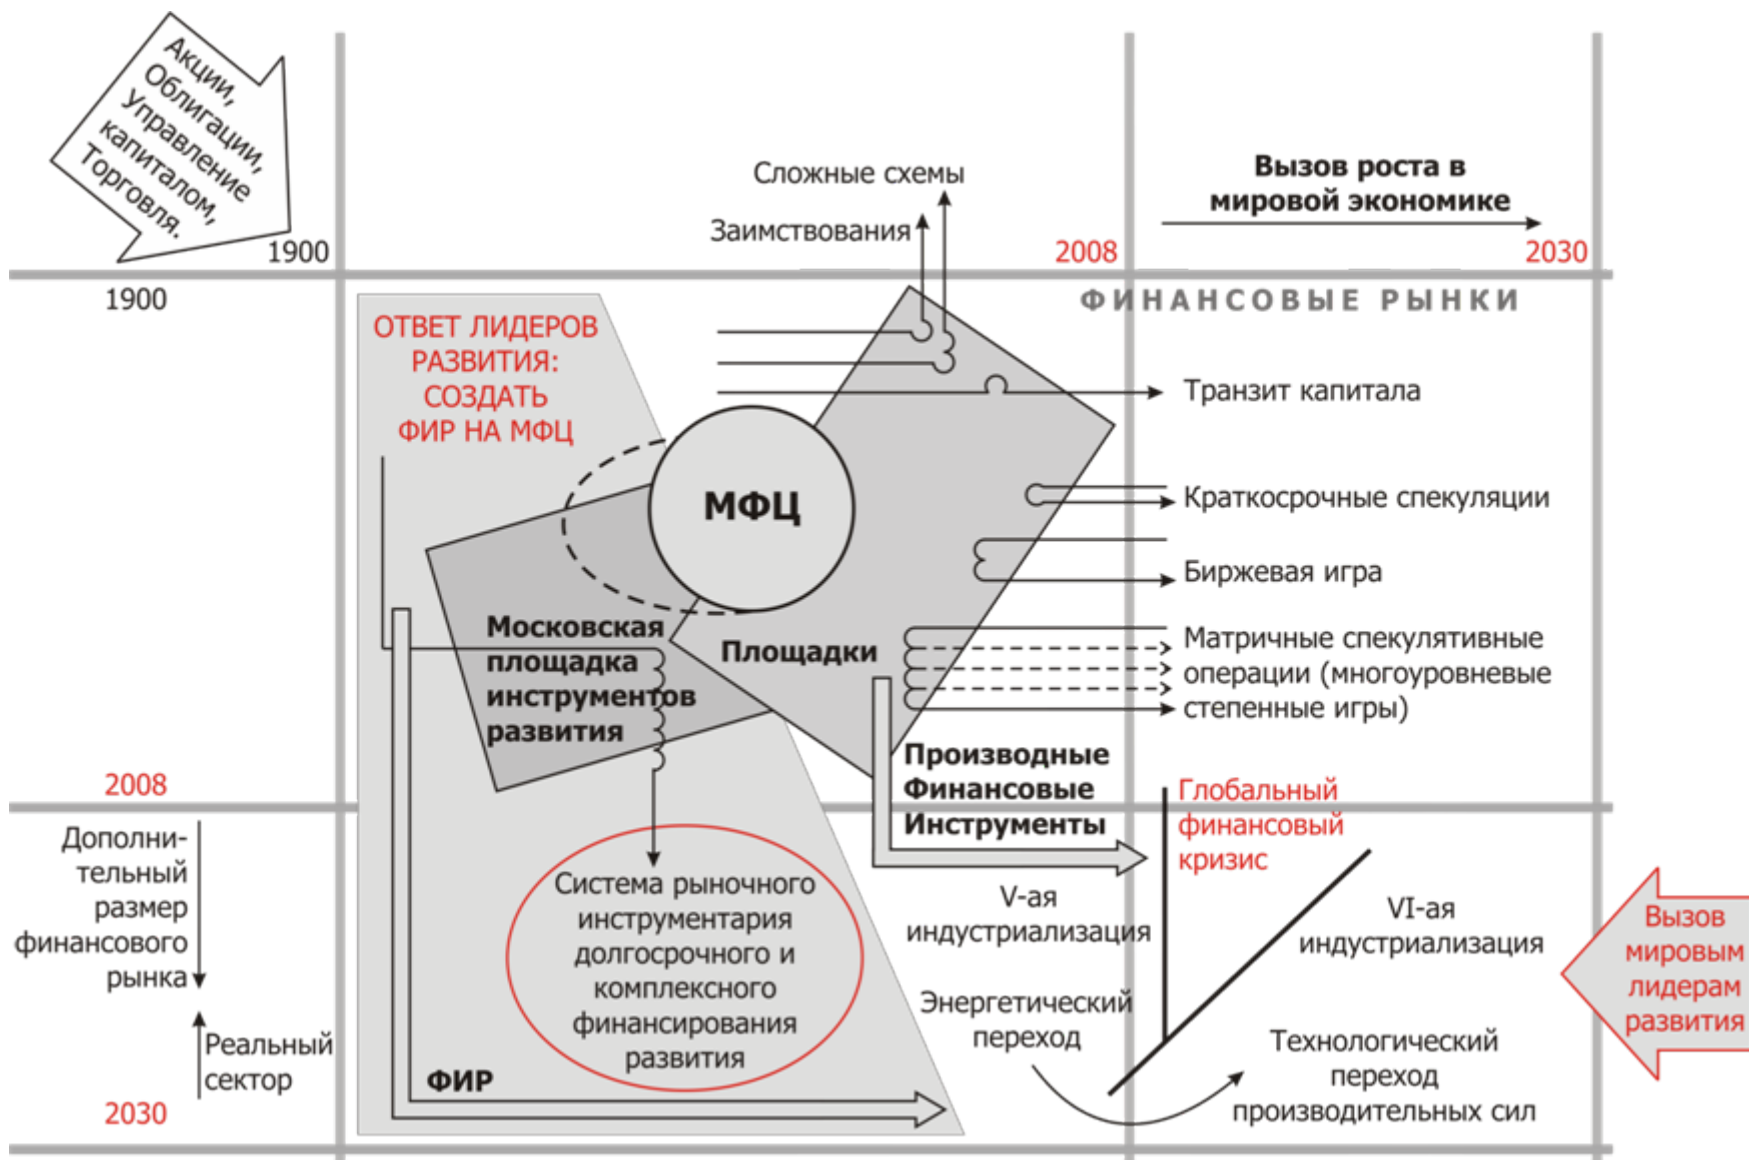 Акции,
Облигации,
Управление
капиталом,
Торговля.
1900
1900
Сложные схемы
Заимствования
Вызов роста в
мировой экономике
2008
2030
ФИНАНСОВЫЕ РЫНКИ
ОТВЕТ ЛИДЕРОВ
РАЗВИТИЯ:
СОЗДАТЬ
ФИР НА МФЦ
Транзит капитала
МФЦ
Краткосрочные спекуляции
Биржевая игра
Московская
площадка
инструментов
развития
Площадки
Матричные спекулятивные
операции (многоуровневые
степенные игры)
Производные
Финансовые
Инструменты
2008
Глобальный
финансовый
кризис
Дополни-
тельный
размер
финансового
рынка
Система рыночного
инструментария
долгосрочного и
комплексного
финансирования
развития
V-ая
индустриализация
VI-ая
индустриализация
Вызов
мировым
лидерам
развития
Энергетический
переход
Реальный
сектор
Технологический
переход
производительных сил
ФИР
2030